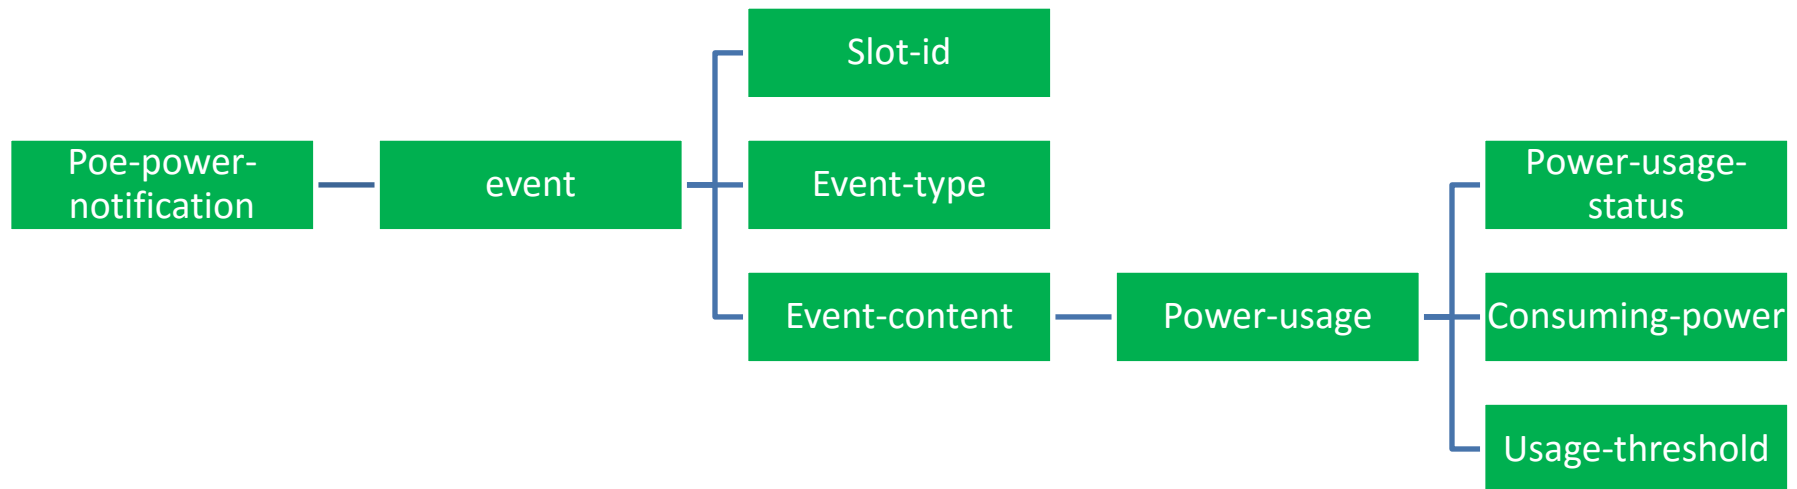 Poe-power-
notification
event
Slot-id
Event-type
Event-content
Power-usage
Power-usage-
status
Consuming-power
Usage-threshold